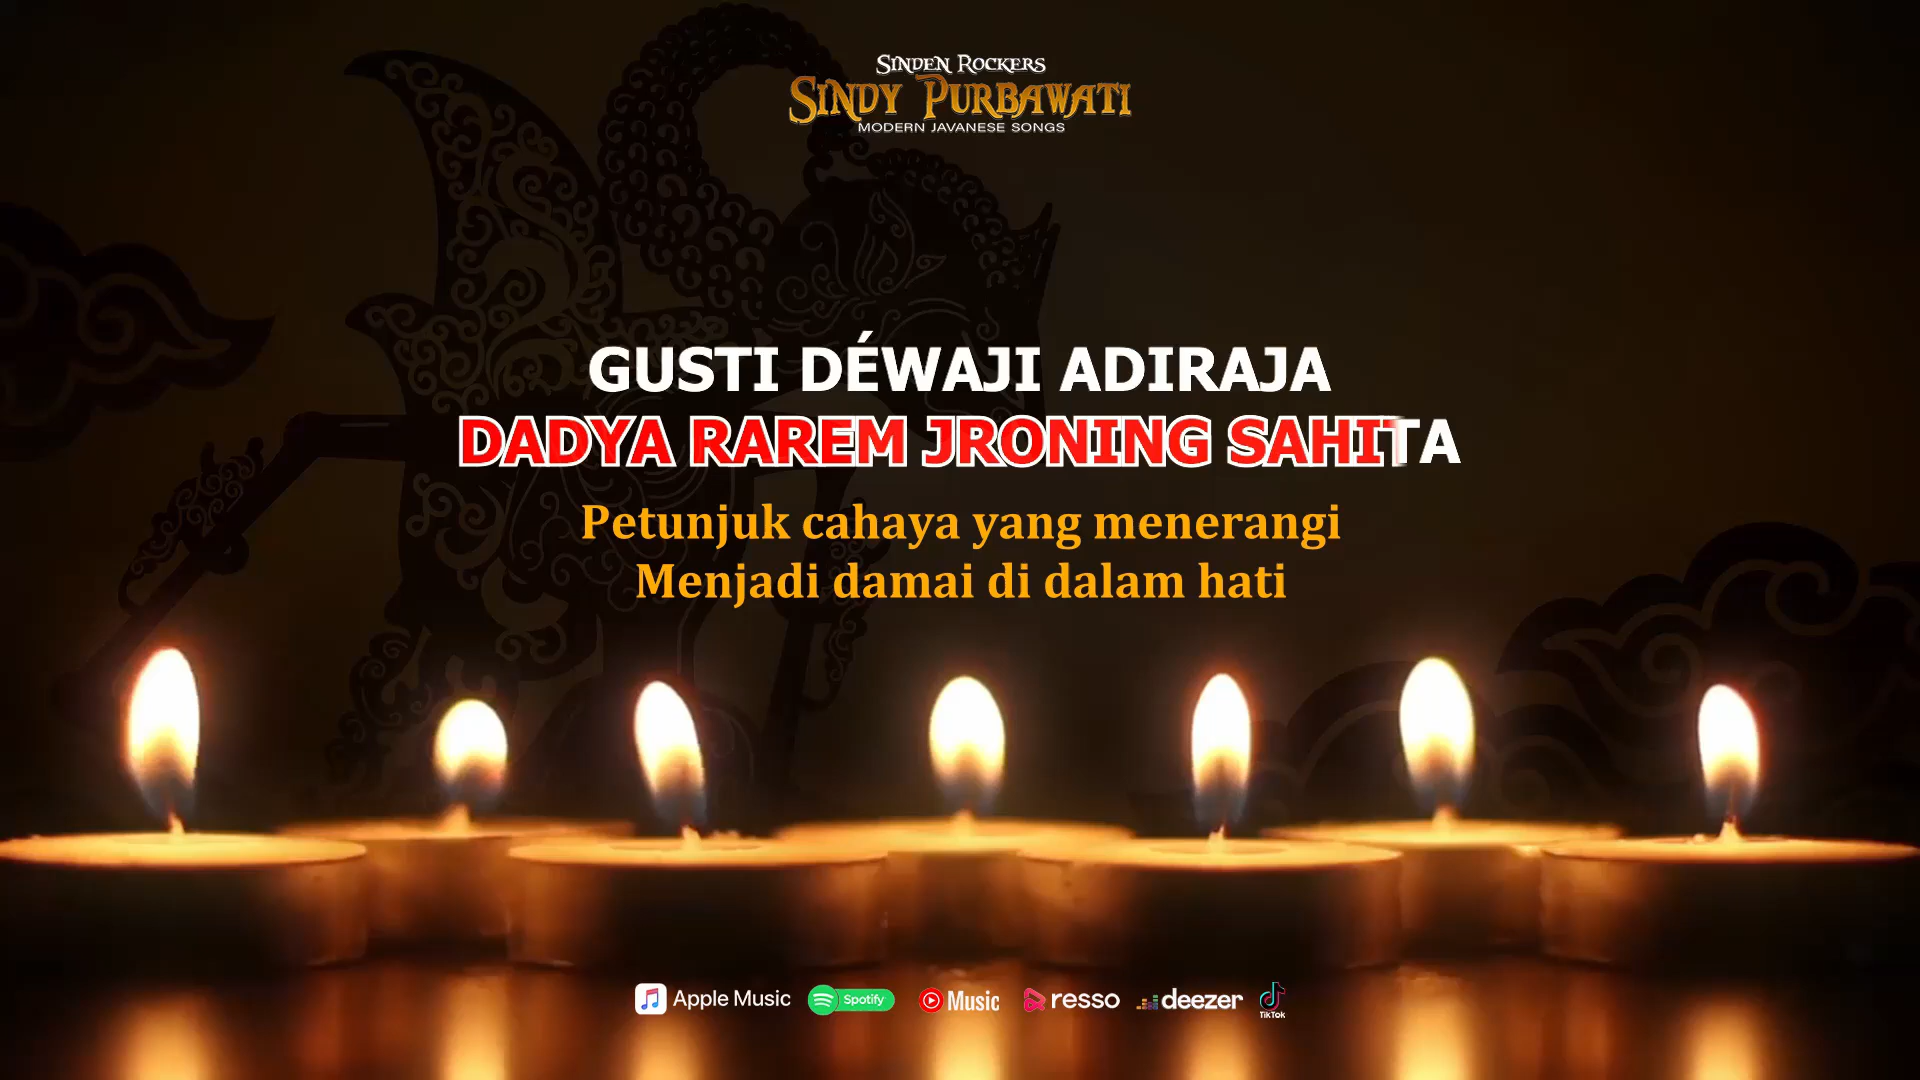 SINDEN ROCKERS
SINDY PURBAWATI
MODERN JAVANESE SONGS
GUSTI DÉWAJI ADIRAJA
DADYA RAREM JRONING SAHITA
Petunjuk cahaya yang menerangi
Menjadi damai di dalam hati
Apple Music Spotify Music resso deezer TikTok